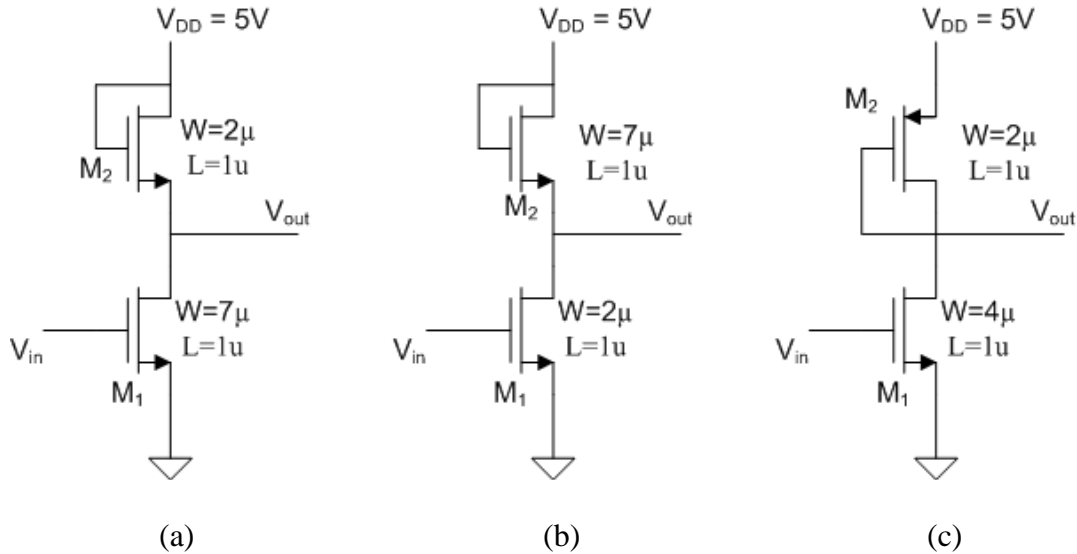 V_DD = 5V
M_2
W=2μ
L=1u
V_out
W=7μ
L=1u
V_in
M_1
(a)
V_DD = 5V
W=7μ
L=1u
M_2
V_out
W=2μ
L=1u
V_in
M_1
(b)
V_DD = 5V
M_2
W=2μ
L=1u
V_out
W=4μ
L=1u
V_in
M_1
(c)